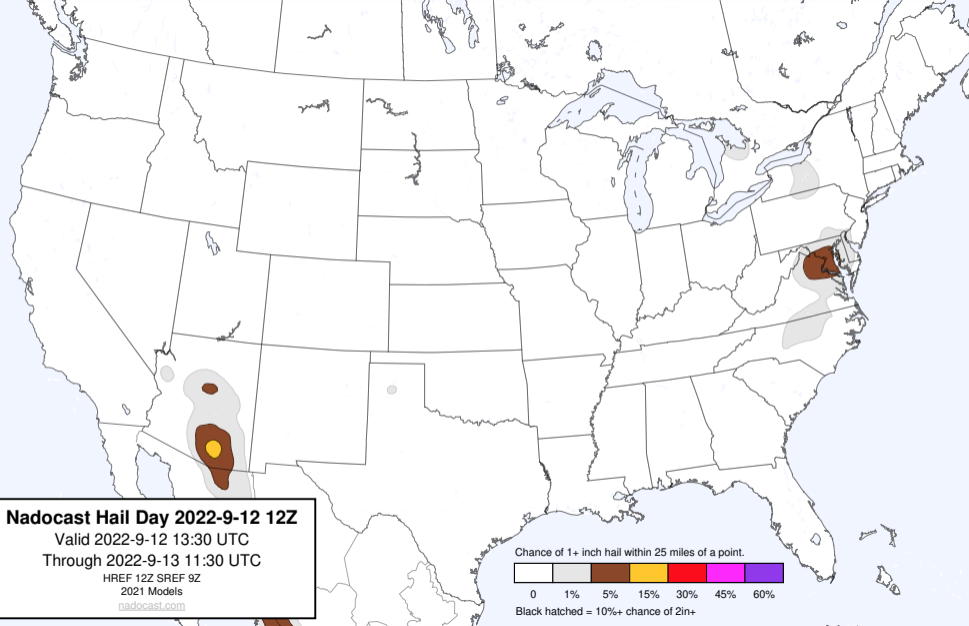 Nadocast Hail Day 2022-9-12 12Z
Valid 2022-9-12 13:30 UTC
Through 2022-9-13 11:30 UTC
HREF 12Z SREF 9Z
2021 Models
nadocast.com
Chance of 1+ inch hail within 25 miles of a point.
0 1% 5% 15% 30% 45% 60%
Black hatched = 10%+ chance of 2in+